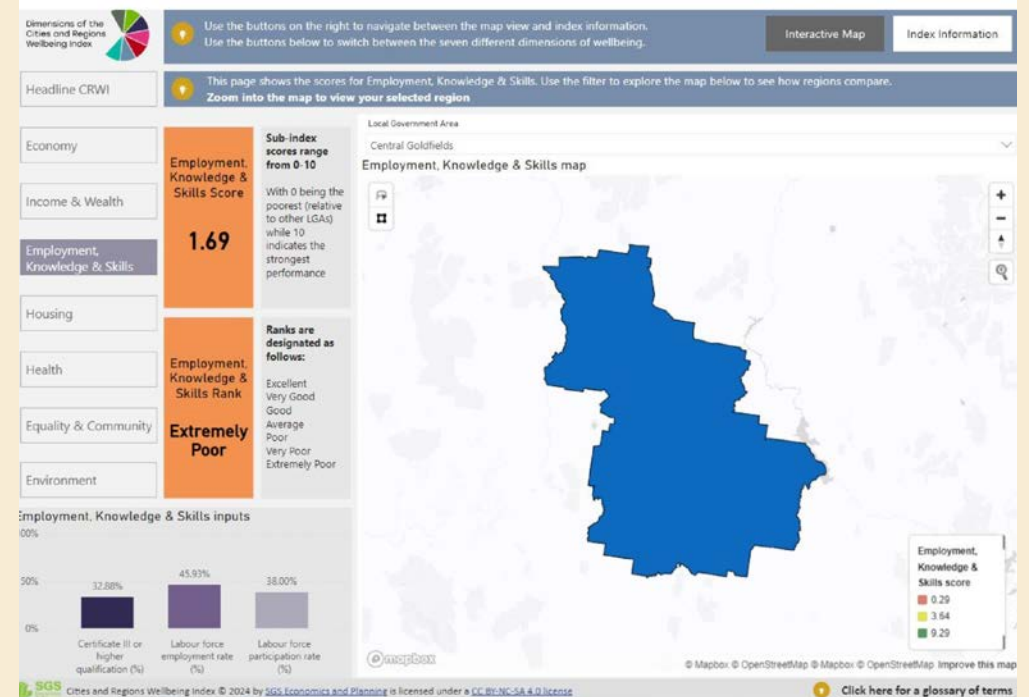 Dimensions of the
Cities and Regions
Wellbeing Index
Use the buttons on the right to navigate between the map view and index information.
Use the buttons below to switch between the seven different dimensions of wellbeing.
Interactive Map
Index Information
Headline CRWI
This page shows the scores for Employment, Knowledge & Skills. Use the filter to explore the map below to see how regions compare.
Zoom into the map to view your selected region
Economy
Income & Wealth
Employment,
Knowledge & Skills
Housing
Health
Equality & Community
Environment
Employment,
Knowledge &
Skills Score
1.69
Sub-index
scores range
from 0-10
With 0 being the
poorest (relative
to other LGAs)
while 10
indicates the
strongest
performance
Employment,
Knowledge &
Skills Rank
Extremely
Poor
Ranks are
designated as
follows:
Excellent
Very Good
Good
Average
Poor
Very Poor
Extremely Poor
Local Government Area
Central Goldfields
Employment, Knowledge & Skills map
Employment,
Knowledge &
Skills score
0.29
3.64
9.29
mapbox
© Mapbox © OpenStreetMap © Mapbox © OpenStreetMap Improve this map
Employment, Knowledge & Skills inputs
00%
50%
0%
32.88%
45.93%
38.00%
Certificate III or
higher
qualification (%)
Labour force
employment rate
(%)
Labour force
participation rate
(%)
SGS Cities and Regions Wellbeing Index © 2024 by SGS Economics and Planning is licensed under a CC BY-NC-SA 4.0 license
Click here for a glossary of terms